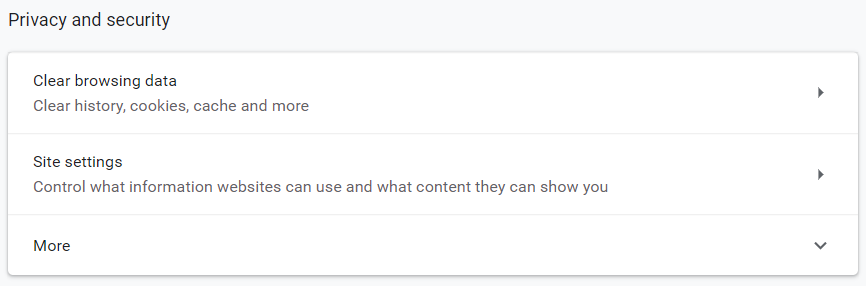 Privacy and security
Clear browsing data
Clear history, cookies, cache and more
Site settings
Control what information websites can use and what content they can show you
More